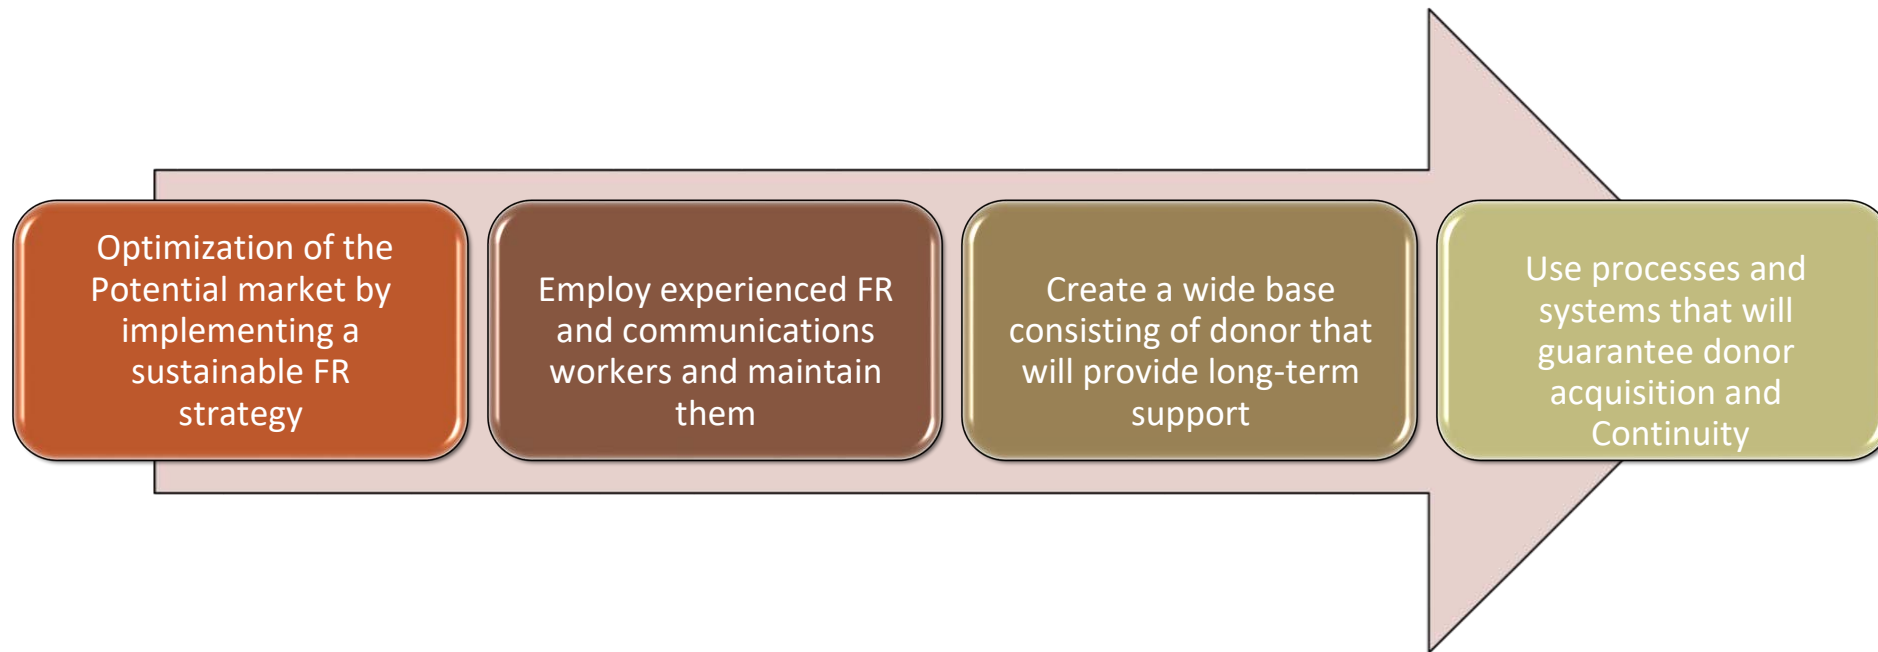 Optimization of the
Potential market by
implementing a
sustainable FR
strategy
Employ experienced FR
and communications
workers and maintain
them
Create a wide base
consisting of donor that
will provide long-term
support
Use processes and
systems that will
guarantee donor
acquisition and
Continuity